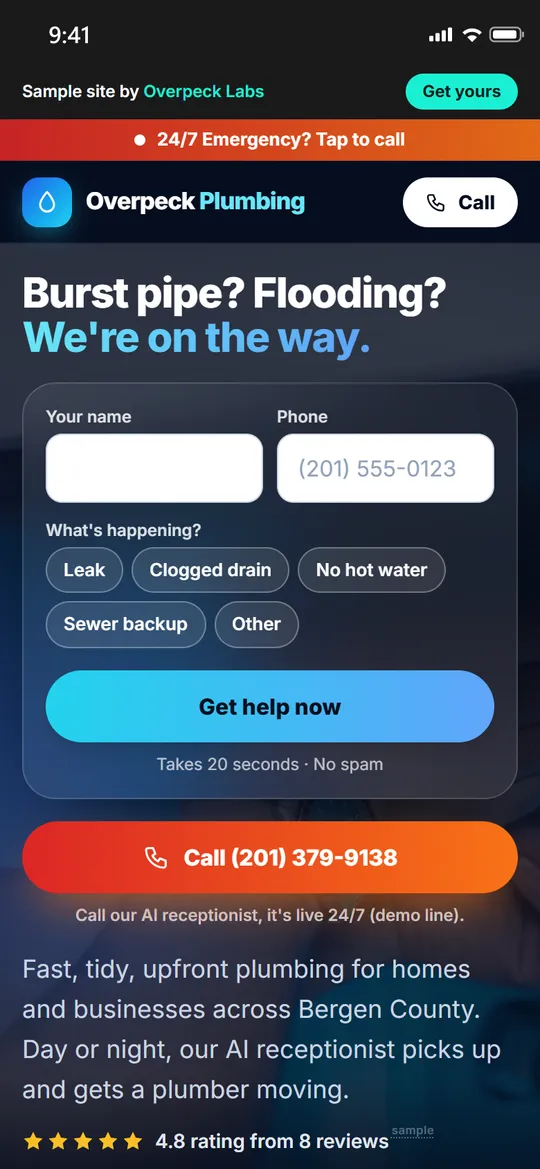 9:41
Sample site by Overpeck Labs
Get yours
24/7 Emergency? Tap to call
Overpeck Plumbing
Call
Burst pipe? Flooding?
We're on the way.
Your name
Phone
(201) 555-0123
What's happening?
Leak
Clogged drain
No hot water
Sewer backup
Other
Get help now
Takes 20 seconds · No spam
Call (201) 379-9138
Call our AI receptionist, it's live 24/7 (demo line).
Fast, tidy, upfront plumbing for homes
and businesses across Bergen County.
Day or night, our AI receptionist picks up
and gets a plumber moving.
4.8 rating from 8 reviews sample